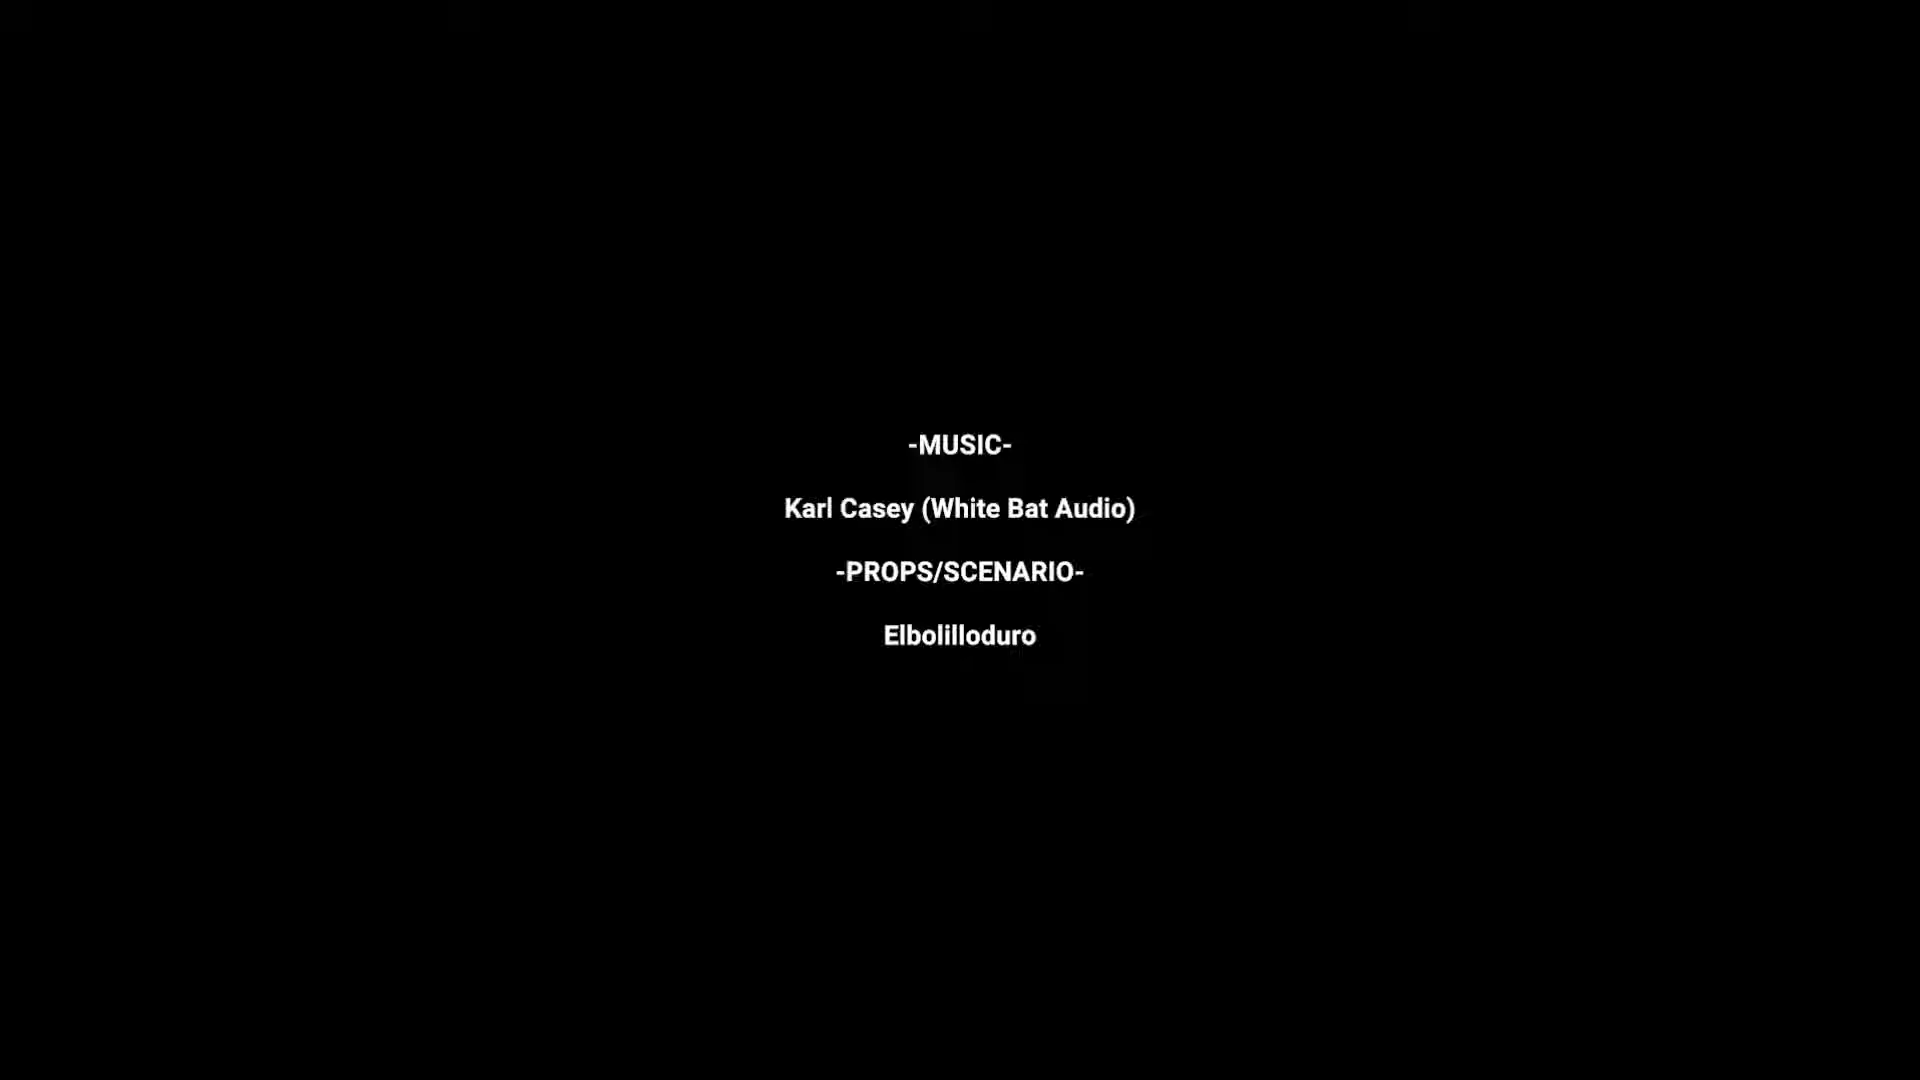 -MUSIC-
Karl Casey (White Bat Audio)
-PROPS/SCENARIO-
Elbolilloduro